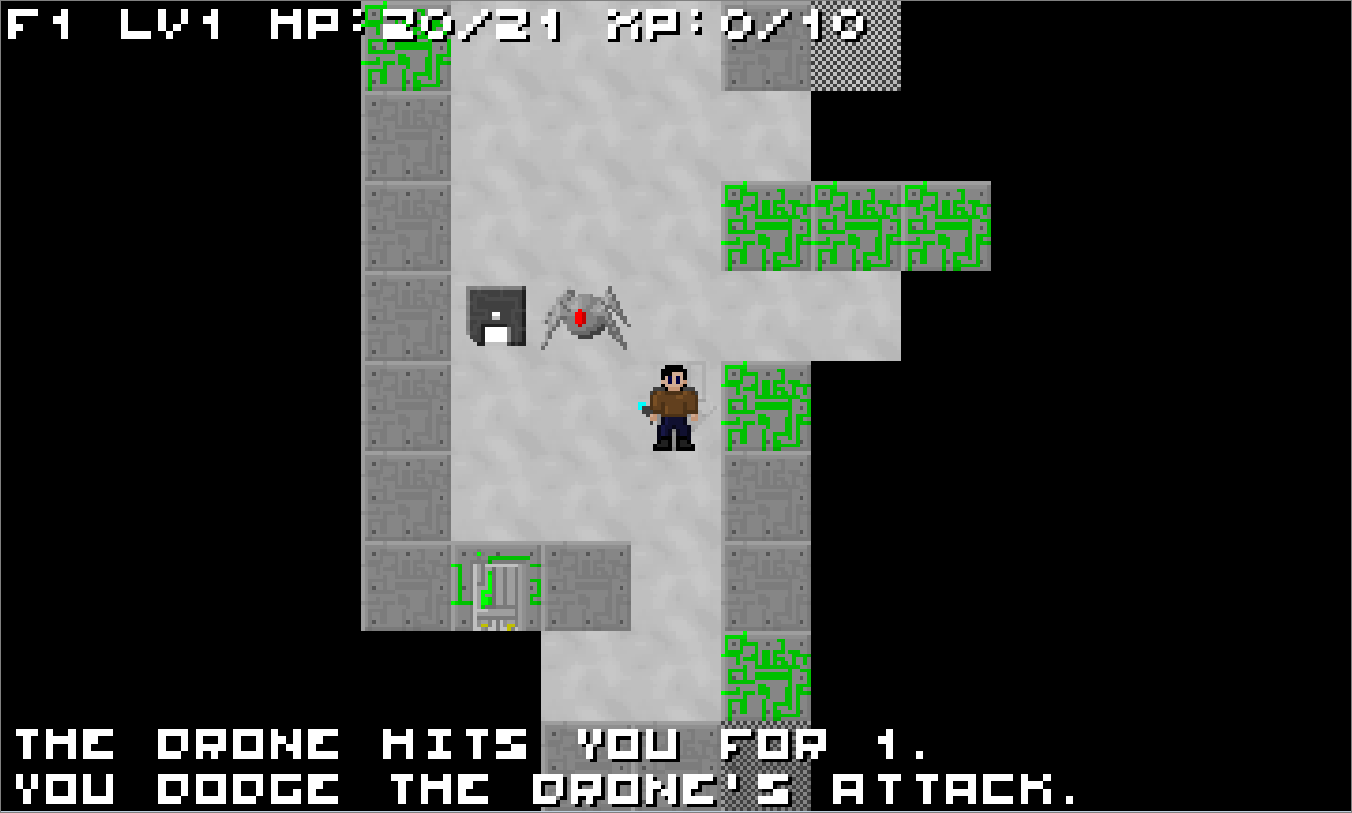 F1 LV1 HP:20/21 XP:0/10
THE DRONE HITS YOU FOR 1.
YOU DODGE THE DRONE'S ATTACK.